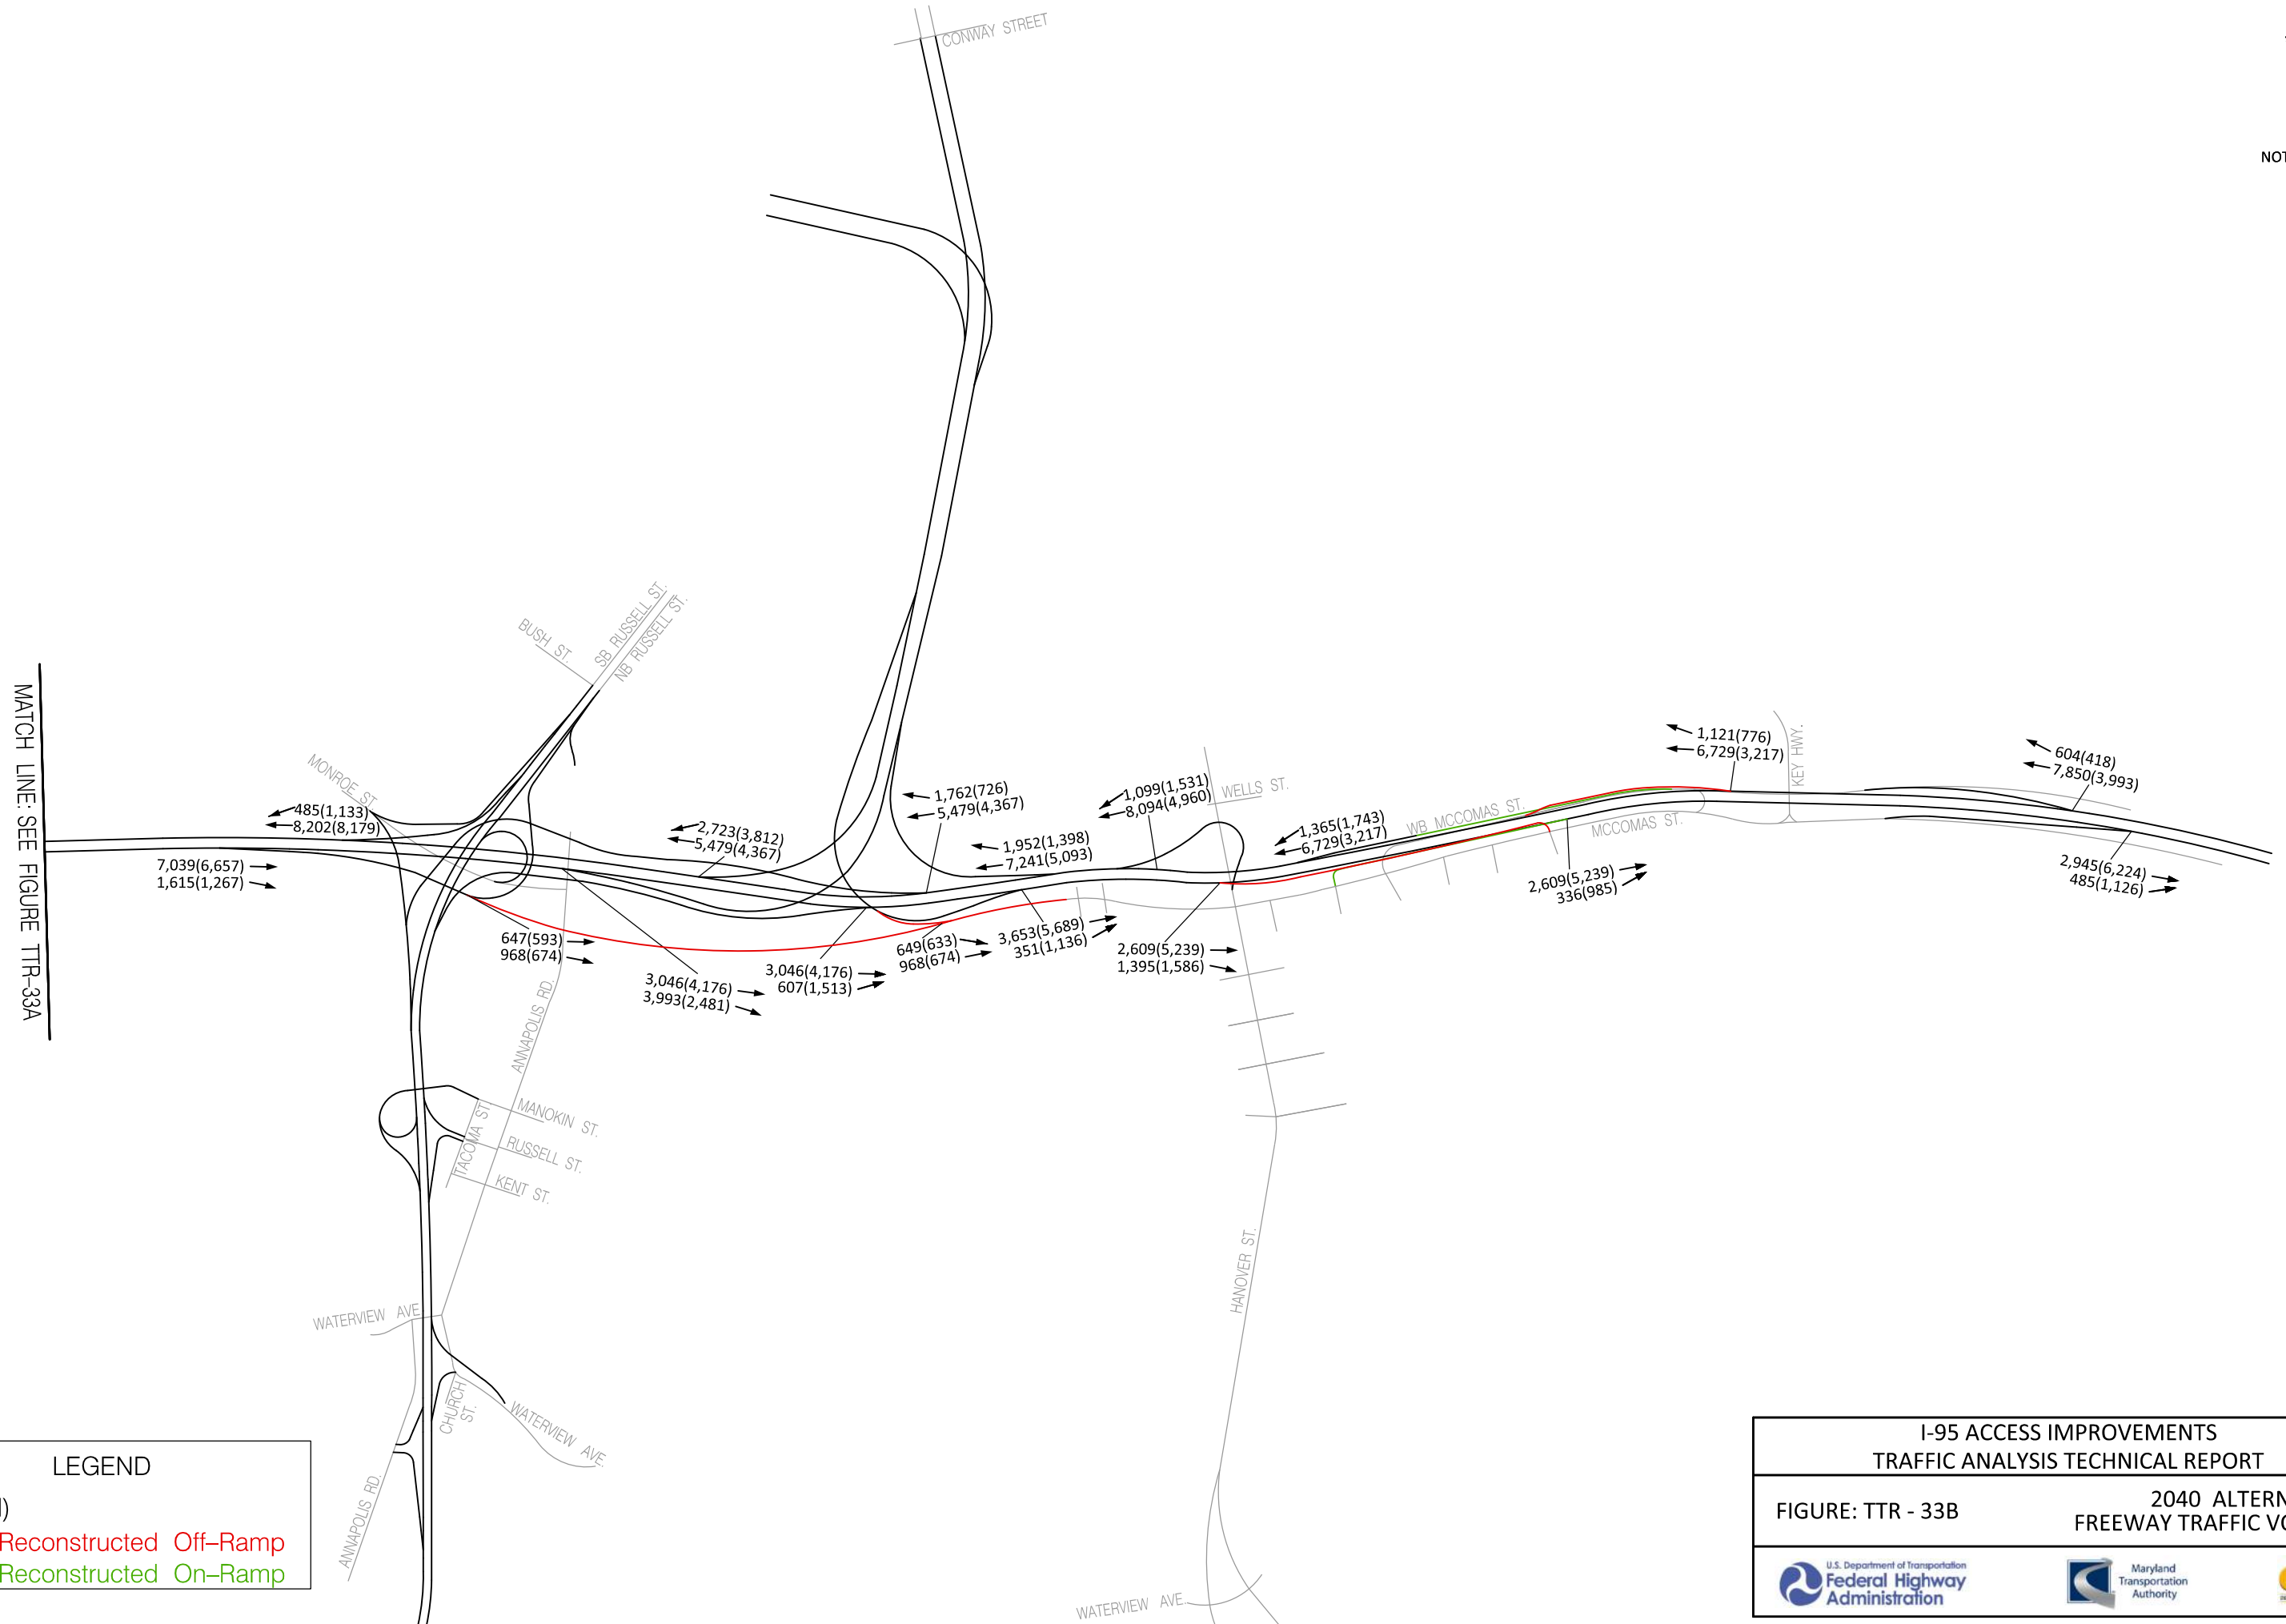 CONWAY STREET
NOT
SB RUSSELL ST.
NB RUSSELL ST.
BUSH ST.
MATCH LINE: SEE FIGURE TTR-33A
MONROE ST.
485(1,133)
8,202(8,179)
7,039(6,657)
1,615(1,267)
2,723(3,812)
5,479(4,367)
1,762(726)
5,479(4,367)
1,952(1,398)
7,241(5,093)
1,099(1,531)
8,094(4,960)
WELLS ST.
1,365(1,743)
6,729(3,217)
WB MCCOMAS ST.
MCCOMAS ST.
1,121(776)
6,729(3,217)
KEY HWY.
604(418)
7,850(3,993)
2,945(6,224)
485(1,126)
2,609(5,239)
336(985)
647(593)
968(674)
3,046(4,176)
3,993(2,481)
3,046(4,176)
607(1,513)
649(633)
968(674)
3,653(5,689)
351(1,136)
2,609(5,239)
1,395(1,586)
ANNAPOLIS RD.
MANOKIN ST.
TACOMA ST.
RUSSELL ST.
KENT ST.
HANOVER ST.
WATERVIEW AVE.
CHURCH
ST.
WATERVIEW AVE.
ANNAPOLIS RD.
WATERVIEW AVE.
LEGEND
)
Reconstructed Off-Ramp
Reconstructed On-Ramp
I-95 ACCESS IMPROVEMENTS
TRAFFIC ANALYSIS TECHNICAL REPORT
FIGURE: TTR - 33B
2040 ALTERN
FREEWAY TRAFFIC VO
U.S. Department of Transportation
Federal Highway
Administration
Maryland
Transportation
Authority